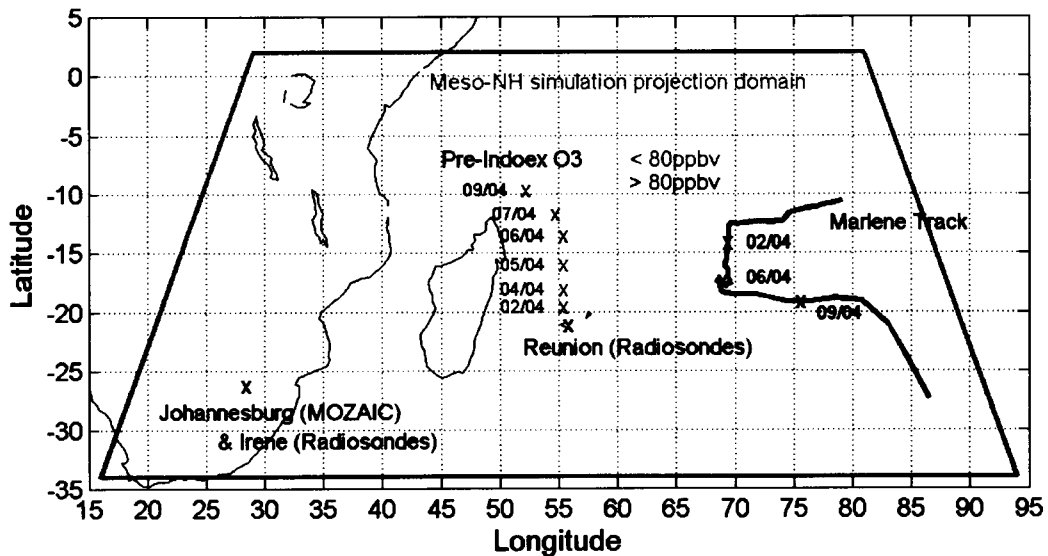 5
0
-5
-10
-15
-20
-25
-30
-35
Latitude
Meso-NH simulation projection domain
Pre-Indoex O3 < 80ppbv
> 80ppbv
09/04 x
07/04 x
06/04 x
05/04 x
04/04 x
02/04 x
x
Reunion (Radiosondes)
Marlene Track
x 02/04
x 06/04
x
09/04
x
Johannesburg (MOZAIC)
& Irene (Radiosondes)
15 20 25 30 35 40 45 50 55 60 65 70 75 80 85 90 95
Longitude